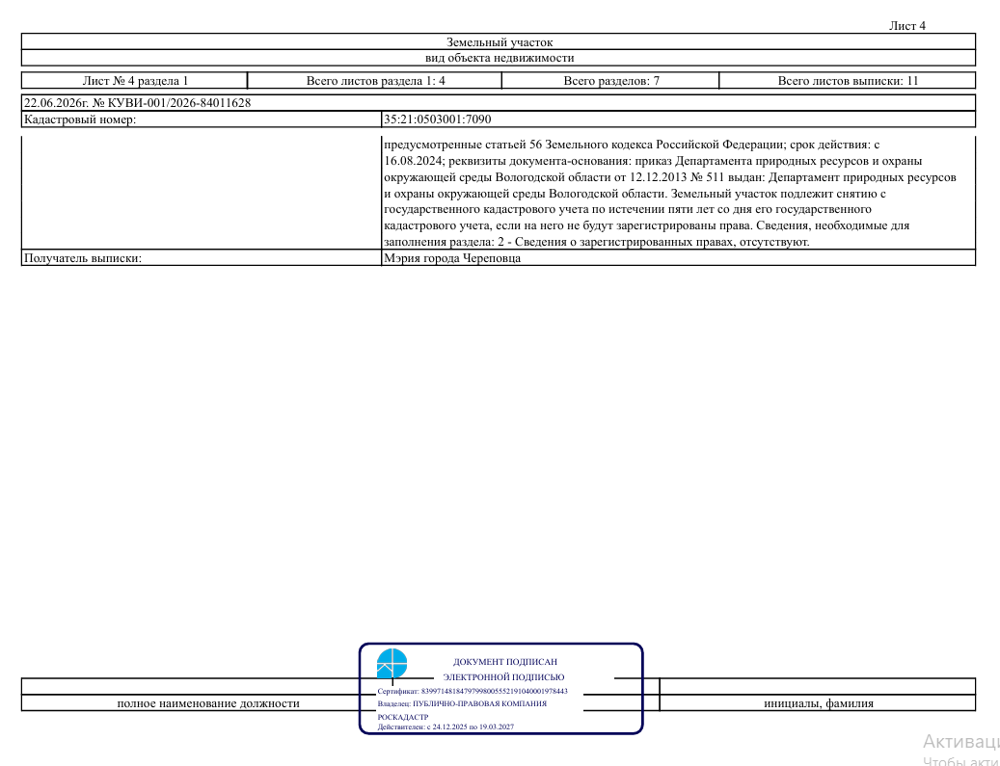 Лист 4
Земельный участок
вид объекта недвижимости
Лист № 4 раздела 1 Всего листов раздела 1: 4 Всего разделов: 7 Всего листов выписки: 11
22.06.2026г. № КУВИ-001/2026-84011628
Кадастровый номер: 35:21:0503001:7090
предусмотренные статьей 56 Земельного кодекса Российской Федерации; срок действия: с
16.08.2024; реквизиты документа-основания: приказ Департамента природных ресурсов и охраны
окружающей среды Вологодской области от 12.12.2013 № 511 выдан: Департамент природных ресурсов
и охраны окружающей среды Вологодской области. Земельный участок подлежит снятию с
государственного кадастрового учета по истечении пяти лет со дня его государственного
кадастрового учета, если на него не будут зарегистрированы права. Сведения, необходимые для
заполнения раздела: 2 - Сведения о зарегистрированных правах, отсутствуют.
Получатель выписки: Мэрия города Череповца
ДОКУМЕНТ ПОДПИСАН
ЭЛЕКТРОННОЙ ПОДПИСЬЮ
Сертификат: 83997148184797998005552191040001978443
Владелец: ПУБЛИЧНО-ПРАВОВАЯ КОМПАНИЯ
РОСКАДАСТР
Действителен: с 24.12.2025 по 19.03.2027
полное наименование должности инициалы, фамилия
Активаци
Чтобы акти